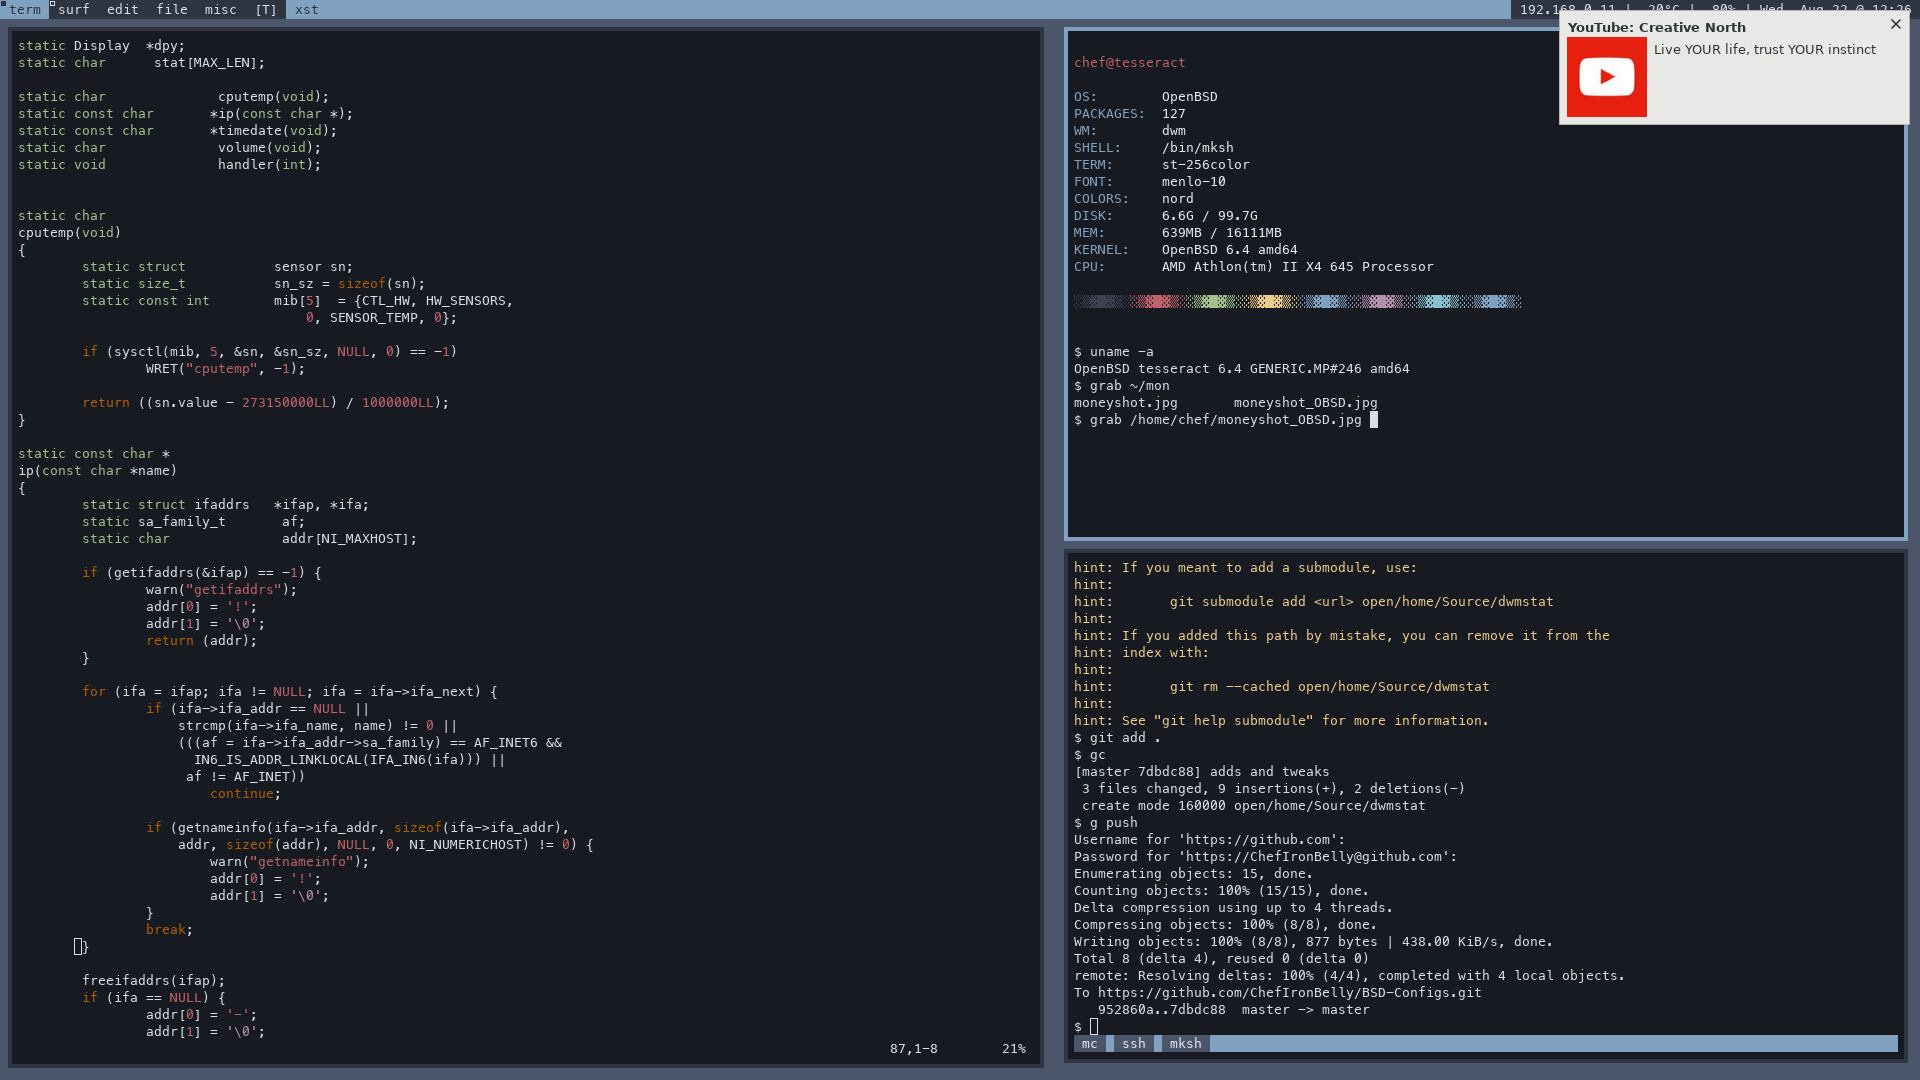 term surf edit file misc [T] xst
192.168.0.11 | 20°C | 80% | Wed, Aug 22 @ 12:26
static Display  *dpy;
static char      stat[MAX_LEN];
static char              cputemp(void);
static const char       *ip(const char *);
static const char       *timedate(void);
static char              volume(void);
static void              handler(int);
static char
cputemp(void)
{
        static struct           sensor sn;
        static size_t           sn_sz = sizeof(sn);
        static const int        mib[5]  = {CTL_HW, HW_SENSORS,
                                    0, SENSOR_TEMP, 0};
        if (sysctl(mib, 5, &sn, &sn_sz, NULL, 0) == -1)
                WRET("cputemp", -1);
        return ((sn.value - 273150000LL) / 1000000LL);
}
static const char *
ip(const char *name)
{
        static struct ifaddrs   *ifap, *ifa;
        static sa_family_t       af;
        static char              addr[NI_MAXHOST];
        if (getifaddrs(&ifap) == -1) {
                warn("getifaddrs");
                addr[0] = '!';
                addr[1] = '\0';
                return (addr);
        }
        for (ifa = ifap; ifa != NULL; ifa = ifa->ifa_next) {
                if (ifa->ifa_addr == NULL ||
                    strcmp(ifa->ifa_name, name) != 0 ||
                    (((af = ifa->ifa_addr->sa_family) == AF_INET6 &&
                      IN6_IS_ADDR_LINKLOCAL(IFA_IN6(ifa))) ||
                     af != AF_INET))
                        continue;
                if (getnameinfo(ifa->ifa_addr, sizeof(ifa->ifa_addr),
                    addr, sizeof(addr), NULL, 0, NI_NUMERICHOST) != 0) {
                        warn("getnameinfo");
                        addr[0] = '!';
                        addr[1] = '\0';
                }
                break;
        }
        freeifaddrs(ifap);
        if (ifa == NULL) {
                addr[0] = '-';
                addr[1] = '\0';
87,1-8        21%
chef@tesseract
OS:        OpenBSD
PACKAGES:  127
WM:        dwm
SHELL:     /bin/mksh
TERM:      st-256color
FONT:      menlo-10
COLORS:    nord
DISK:      6.6G / 99.7G
MEM:       639MB / 16111MB
KERNEL:    OpenBSD 6.4 amd64
CPU:       AMD Athlon(tm) II X4 645 Processor
$ uname -a
OpenBSD tesseract 6.4 GENERIC.MP#246 amd64
$ grab ~/mon
moneyshot.jpg       moneyshot_OBSD.jpg
$ grab /home/chef/moneyshot_OBSD.jpg
YouTube: Creative North
Live YOUR life, trust YOUR instinct
hint: If you meant to add a submodule, use:
hint:
hint:       git submodule add <url> open/home/Source/dwmstat
hint:
hint: If you added this path by mistake, you can remove it from the
hint: index with:
hint:
hint:       git rm --cached open/home/Source/dwmstat
hint:
hint: See "git help submodule" for more information.
$ git add .
$ gc
[master 7dbdc88] adds and tweaks
 3 files changed, 9 insertions(+), 2 deletions(-)
 create mode 160000 open/home/Source/dwmstat
$ g push
Username for 'https://github.com':
Password for 'https://ChefIronBelly@github.com':
Enumerating objects: 15, done.
Counting objects: 100% (15/15), done.
Delta compression using up to 4 threads.
Compressing objects: 100% (8/8), done.
Writing objects: 100% (8/8), 877 bytes | 438.00 KiB/s, done.
Total 8 (delta 4), reused 0 (delta 0)
remote: Resolving deltas: 100% (4/4), completed with 4 local objects.
To https://github.com/ChefIronBelly/BSD-Configs.git
   952860a..7dbdc88  master -> master
$
mc ssh mksh